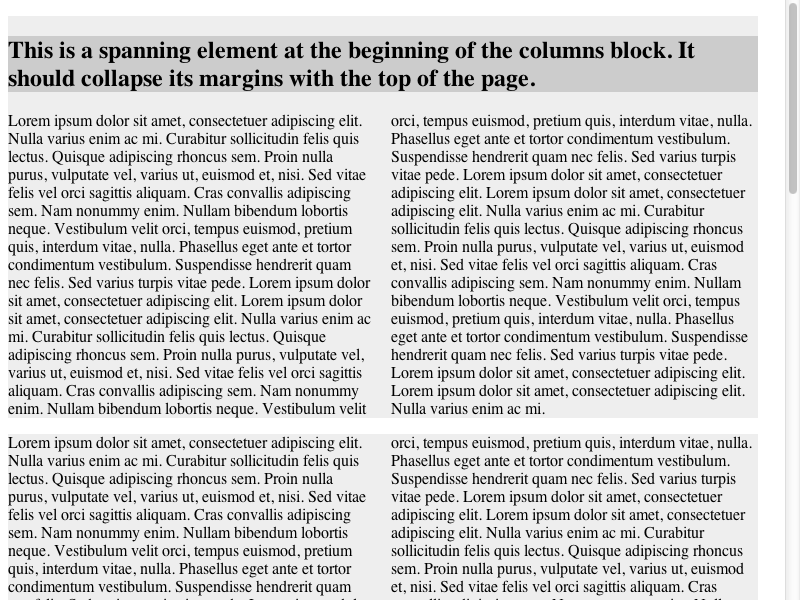 This is a spanning element at the beginning of the columns block. It
should collapse its margins with the top of the page.
Lorem ipsum dolor sit amet, consectetuer adipiscing elit.
Nulla varius enim ac mi. Curabitur sollicitudin felis quis
lectus. Quisque adipiscing rhoncus sem. Proin nulla
purus, vulputate vel, varius ut, euismod et, nisi. Sed vitae
felis vel orci sagittis aliquam. Cras convallis adipiscing
sem. Nam nonummy enim. Nullam bibendum lobortis
neque. Vestibulum velit orci, tempus euismod, pretium
quis, interdum vitae, nulla. Phasellus eget ante et tortor
condimentum vestibulum. Suspendisse hendrerit quam
nec felis. Sed varius turpis vitae pede. Lorem ipsum dolor
sit amet, consectetuer adipiscing elit. Lorem ipsum dolor
sit amet, consectetuer adipiscing elit. Nulla varius enim ac
mi. Curabitur sollicitudin felis quis lectus. Quisque
adipiscing rhoncus sem. Proin nulla purus, vulputate vel,
varius ut, euismod et, nisi. Sed vitae felis vel orci sagittis
aliquam. Cras convallis adipiscing sem. Nam nonummy
enim. Nullam bibendum lobortis neque. Vestibulum velit
orci, tempus euismod, pretium quis, interdum vitae, nulla.
Phasellus eget ante et tortor condimentum vestibulum.
Suspendisse hendrerit quam nec felis. Sed varius turpis
vitae pede. Lorem ipsum dolor sit amet, consectetuer
adipiscing elit. Lorem ipsum dolor sit amet, consectetuer
adipiscing elit. Nulla varius enim ac mi. Curabitur
sollicitudin felis quis lectus. Quisque adipiscing rhoncus
sem. Proin nulla purus, vulputate vel, varius ut, euismod
et, nisi. Sed vitae felis vel orci sagittis aliquam. Cras
convallis adipiscing sem. Nam nonummy enim. Nullam
bibendum lobortis neque. Vestibulum velit orci, tempus
euismod, pretium quis, interdum vitae, nulla. Phasellus
eget ante et tortor condimentum vestibulum. Suspendisse
hendrerit quam nec felis. Sed varius turpis vitae pede.
Lorem ipsum dolor sit amet, consectetuer adipiscing elit.
Lorem ipsum dolor sit amet, consectetuer adipiscing elit.
Nulla varius enim ac mi.
Lorem ipsum dolor sit amet, consectetuer adipiscing elit.
Nulla varius enim ac mi. Curabitur sollicitudin felis quis
lectus. Quisque adipiscing rhoncus sem. Proin nulla
purus, vulputate vel, varius ut, euismod et, nisi. Sed vitae
felis vel orci sagittis aliquam. Cras convallis adipiscing
sem. Nam nonummy enim. Nullam bibendum lobortis
neque. Vestibulum velit orci, tempus euismod, pretium
quis, interdum vitae, nulla. Phasellus eget ante et tortor
condimentum vestibulum. Suspendisse hendrerit quam
orci, tempus euismod, pretium quis, interdum vitae, nulla.
Phasellus eget ante et tortor condimentum vestibulum.
Suspendisse hendrerit quam nec felis. Sed varius turpis
vitae pede. Lorem ipsum dolor sit amet, consectetuer
adipiscing elit. Lorem ipsum dolor sit amet, consectetuer
adipiscing elit. Nulla varius enim ac mi. Curabitur
sollicitudin felis quis lectus. Quisque adipiscing rhoncus
sem. Proin nulla purus, vulputate vel, varius ut, euismod
et, nisi. Sed vitae felis vel orci sagittis aliquam. Cras